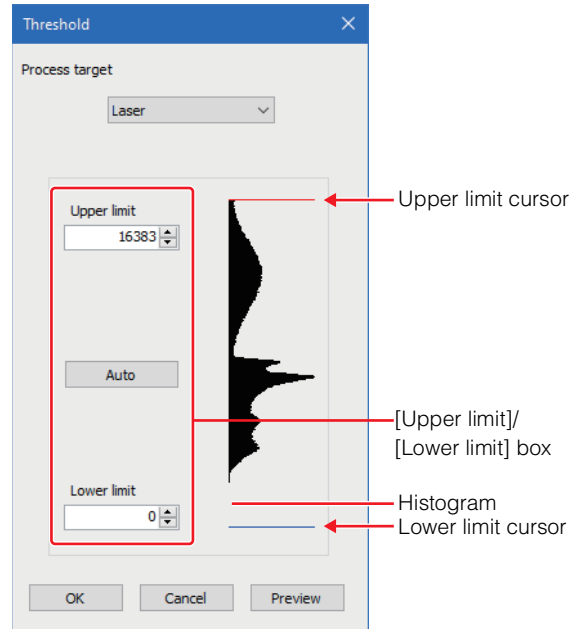 Threshold
Process target
Laser
Upper limit cursor
Upper limit
16383
Auto
[Upper limit]/
[Lower limit] box
Lower limit
0
Histogram
Lower limit cursor
OK
Cancel
Preview